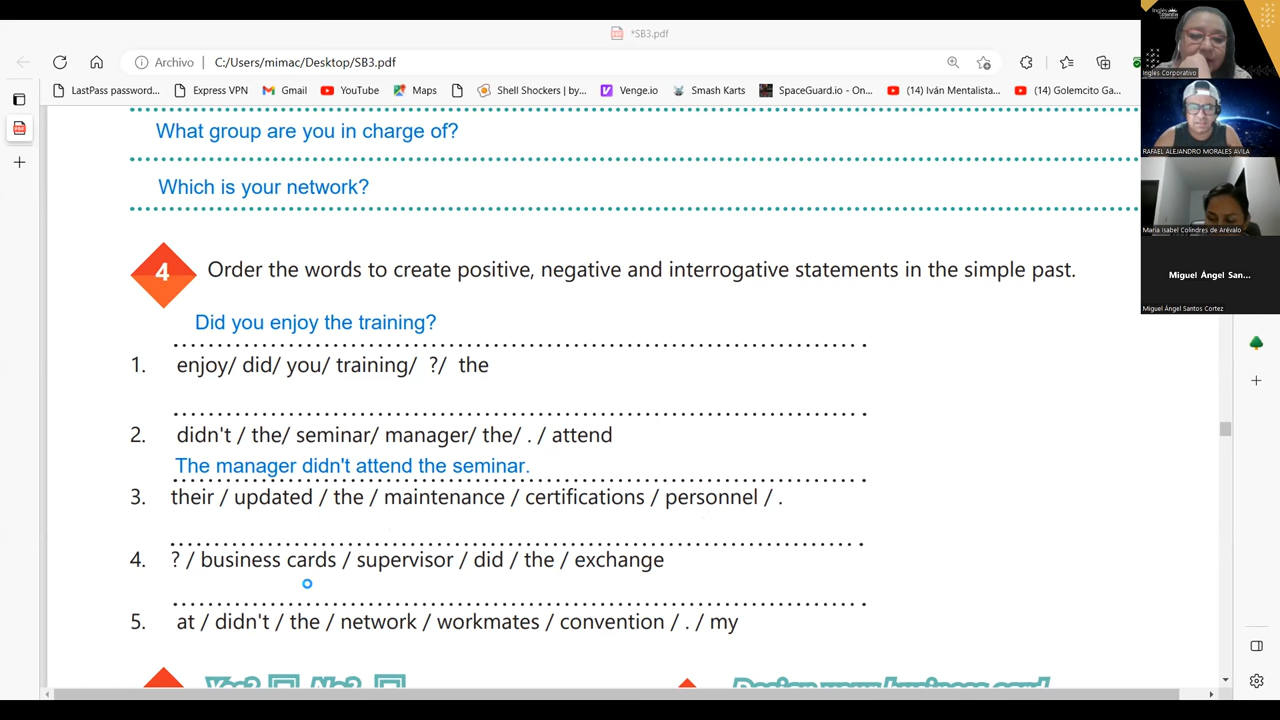 *SB3.pdf
Archivo
C:/Users/mimac/Desktop/SB3.pdf
LastPass password...
Express VPN
Gmail
YouTube
Maps
Shell Shockers | by...
Venge.io
Smash Karts
SpaceGuard.io - On...
(14) Iván Mentalista...
(14) Golemcito Ga...
What group are you in charge of?
Which is your network?
4
Order the words to create positive, negative and interrogative statements in the simple past.
Did you enjoy the training?
1. enjoy/ did/ you/ training/ ?/ the
2. didn't / the/ seminar/ manager/ the/ . / attend
The manager didn't attend the seminar.
3. their / updated / the / maintenance / certifications / personnel / .
4. ? / business cards / supervisor / did / the / exchange
5. at / didn't / the / network / workmates / convention / . / my
Inglés Corporativo
RAFAEL ALEJANDRO MORALES AVILA
María Isabel Colindres de Arévalo
Miguel Ángel San...
Miguel Ángel Santos Cortez